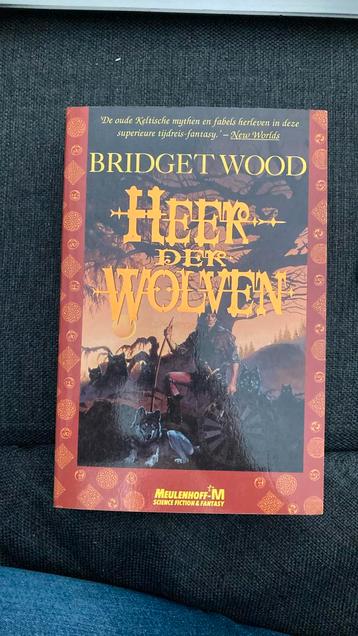 'De oude Keltische mythen en fabels herleven in deze
superieure tijdreis-fantasy.' – New Worlds
BRIDGET WOOD
HEER
DER
WOLVEN
MEULENHOFF-M
SCIENCE FICTION & FANTASY